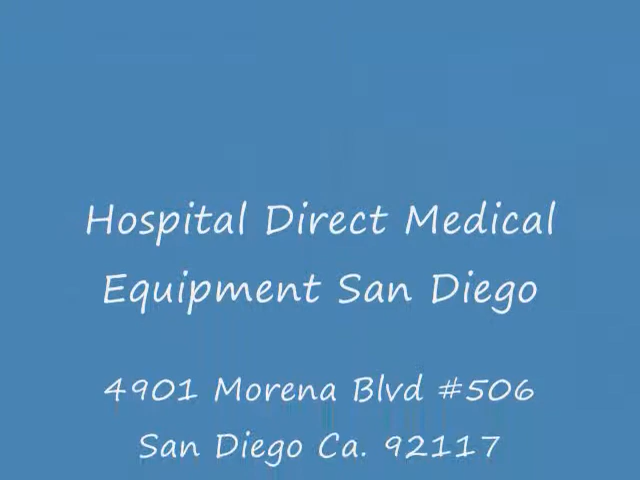 Hospital Direct Medical
Equipment San Diego
4901 Morena Blvd #506
San Diego Ca. 92117